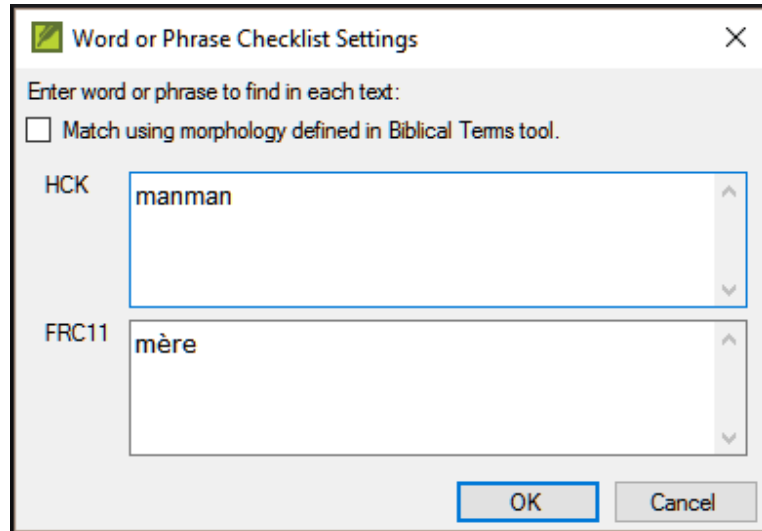 Word or Phrase Checklist Settings
Enter word or phrase to find in each text:
Match using morphology defined in Biblical Terms tool.
HCK
manman
FRC11
mère
OK
Cancel